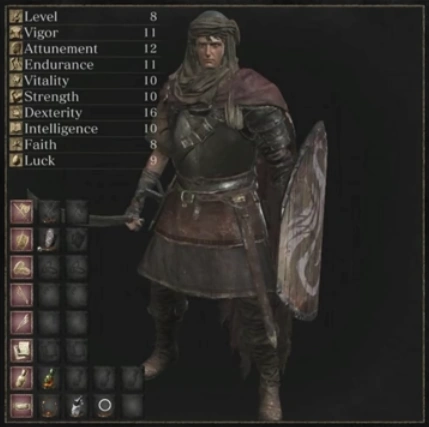 Level 8
Vigor 11
Attunement 12
Endurance 11
Vitality 10
Strength 10
Dexterity 16
Intelligence 10
Faith 8
Luck 9